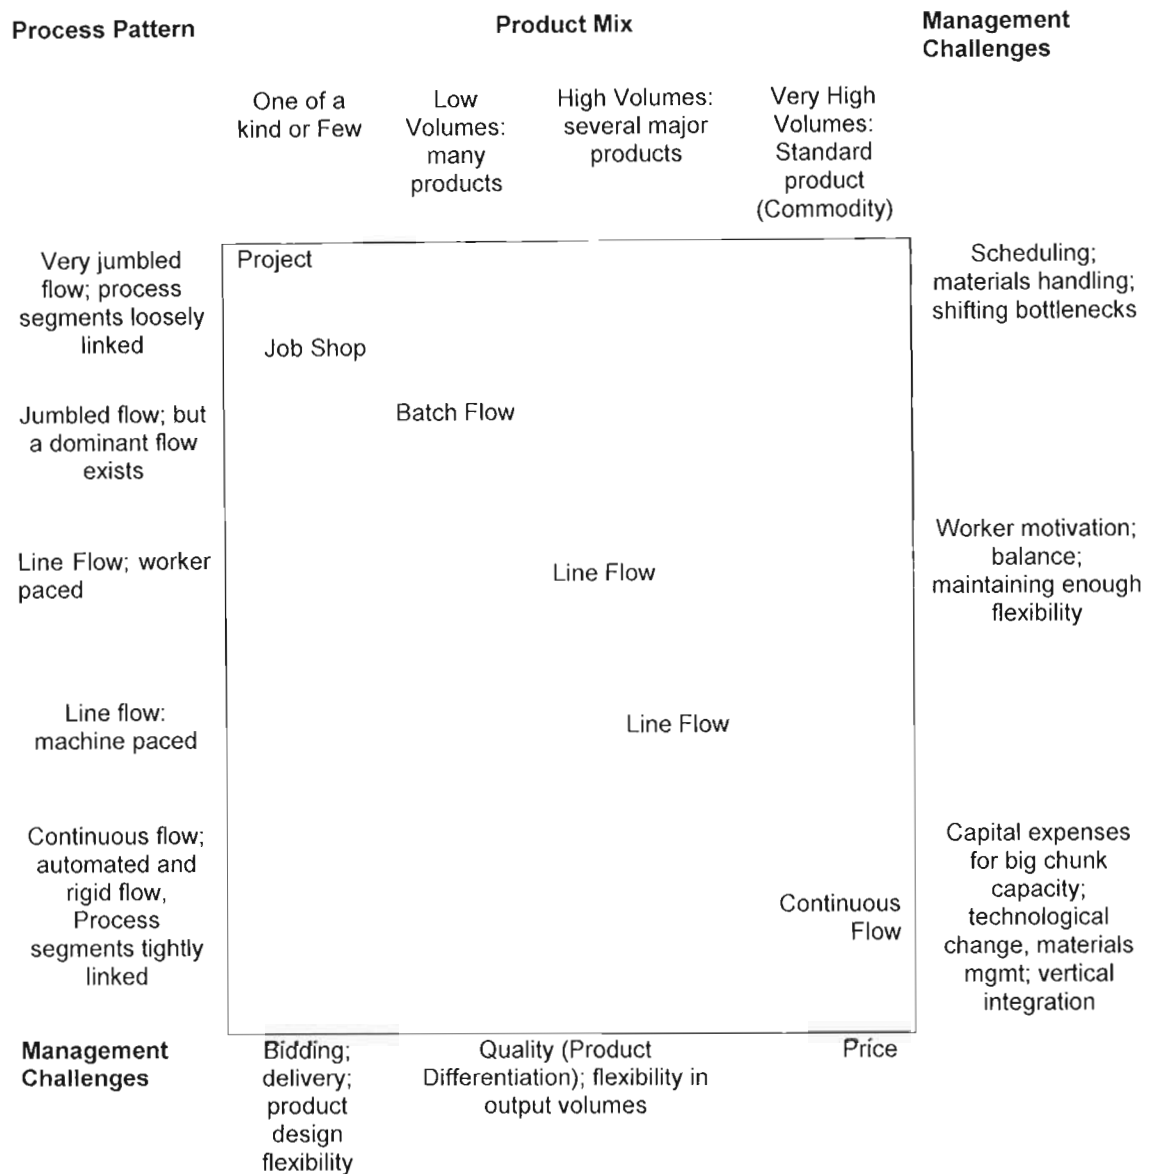 Process Pattern
Product Mix
Management
Challenges
One of a
kind or Few
Low
Volumes:
many
products
High Volumes:
several major
products
Very High
Volumes:
Standard
product
(Commodity)
Very jumbled
flow; process
segments loosely
linked
Project
Job Shop
Scheduling;
materials handling;
shifting bottlenecks
Jumbled flow; but
a dominant flow
exists
Batch Flow
Line Flow; worker
paced
Line Flow
Worker motivation;
balance;
maintaining enough
flexibility
Line flow:
machine paced
Line Flow
Continuous flow;
automated and
rigid flow,
Process
segments tightly
linked
Continuous
Flow
Capital expenses
for big chunk
capacity;
technological
change, materials
mgmt; vertical
integration
Management
Challenges
Bidding;
delivery;
product
design
flexibility
Quality (Product
Differentiation); flexibility in
output volumes
Price